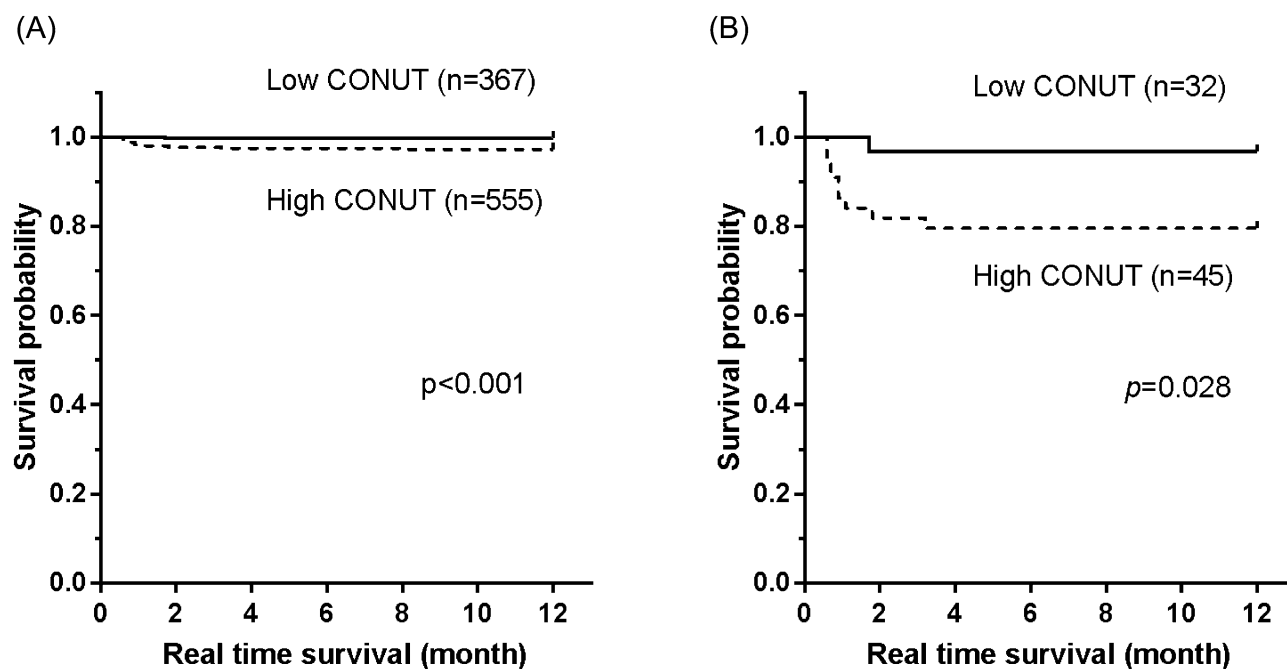 (A)
Low CONUT (n=367)
High CONUT (n=555)
p<0.001
Survival probability
1.0
0.8
0.6
0.4
0.2
0.0
0 2 4 6 8 10 12
Real time survival (month)
(B)
Low CONUT (n=32)
High CONUT (n=45)
p=0.028
Survival probability
1.0
0.8
0.6
0.4
0.2
0.0
0 2 4 6 8 10 12
Real time survival (month)